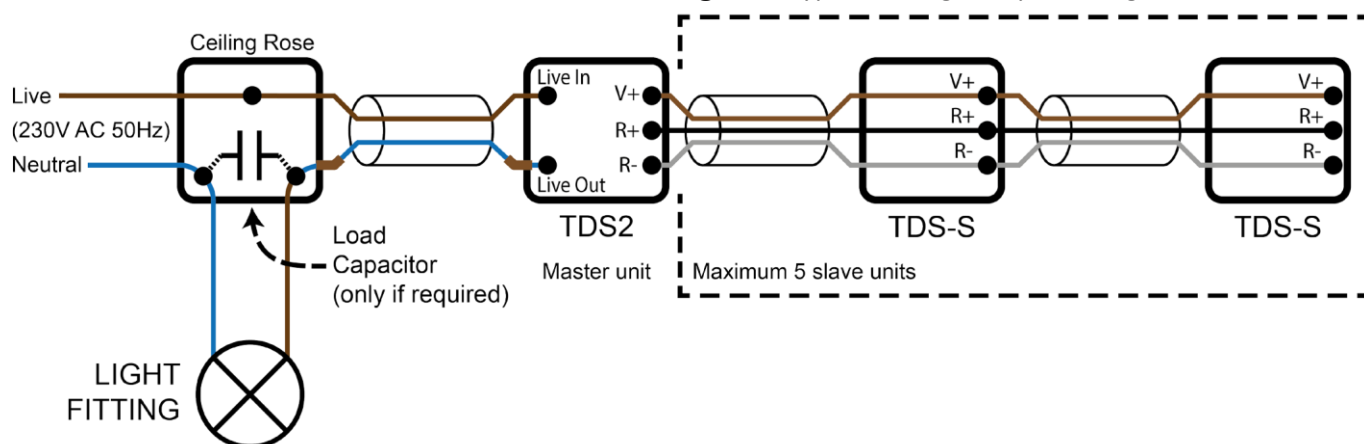 Ceiling Rose
Live
(230V AC 50Hz)
Neutral
Load
Capacitor
(only if required)
LIGHT
FITTING
Live In
Live Out
V+
R+
R-
TDS2
Master unit
Maximum 5 slave units
V+
R+
R-
TDS-S
V+
R+
R-
TDS-S